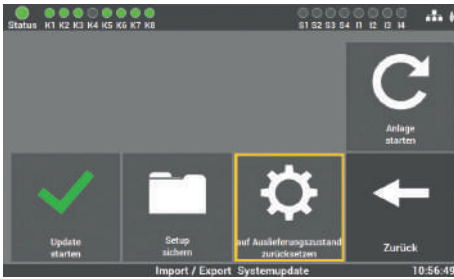 Status K1 K2 K3 K4 K5 K6 K7 K8 S1 S2 S3 S4 I1 I2 I3 I4
Anlage
starten
Update
starten
Setup
sichern
auf Auslieferungszustand
zurücksetzen
Zurück
Import / Export Systemupdate 10:56:49